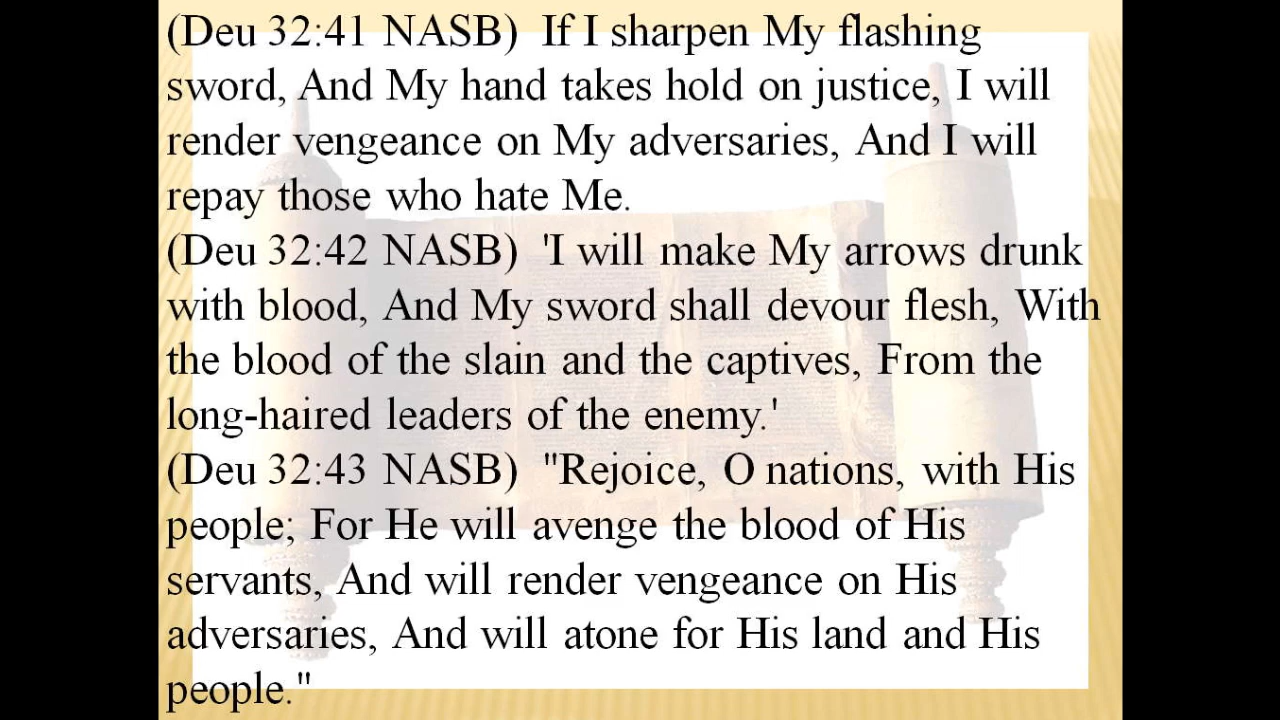 (Deu 32:41 NASB)  If I sharpen My flashing
sword, And My hand takes hold on justice, I will
render vengeance on My adversaries, And I will
repay those who hate Me.
(Deu 32:42 NASB)  'I will make My arrows drunk
with blood, And My sword shall devour flesh, With
the blood of the slain and the captives, From the
long-haired leaders of the enemy.'
(Deu 32:43 NASB)  "Rejoice, O nations, with His
people; For He will avenge the blood of His
servants, And will render vengeance on His
adversaries, And will atone for His land and His
people."